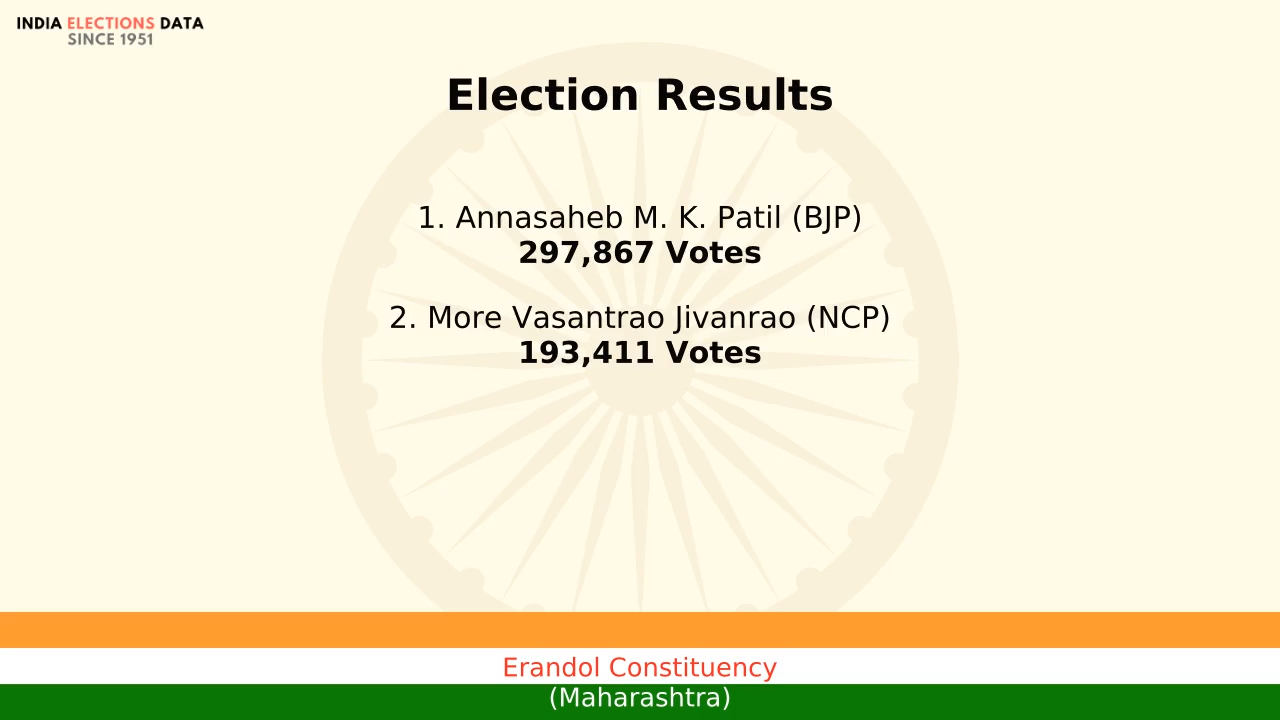 INDIA ELECTIONS DATA
SINCE 1951
Election Results
1. Annasaheb M. K. Patil (BJP)
297,867 Votes
2. More Vasantrao Jivanrao (NCP)
193,411 Votes
Erandol Constituency
(Maharashtra)